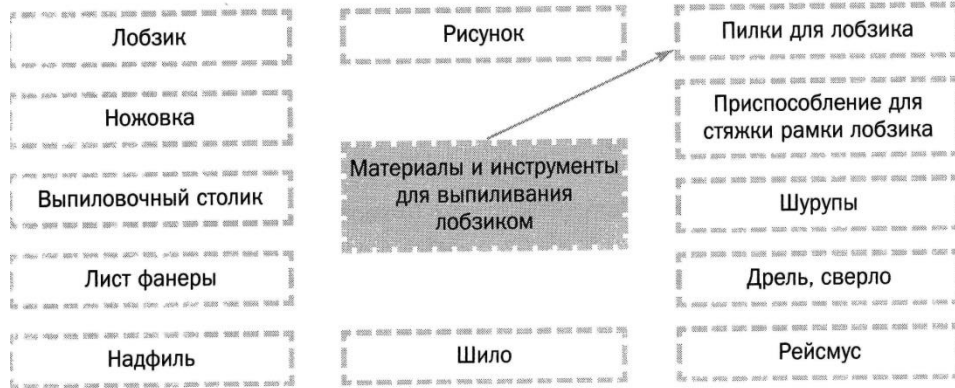 Лобзик
Рисунок
Пилки для лобзика
Ножовка
Приспособление для
стяжки рамки лобзика
Материалы и инструменты
для выпиливания
лобзиком
Выпиловочный столик
Шурупы
Лист фанеры
Дрель, сверло
Надфиль
Шило
Рейсмус